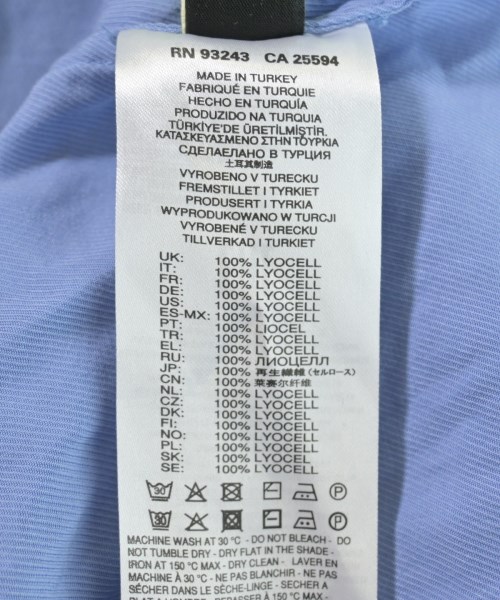 RN 93243 CA 25594
MADE IN TURKEY
FABRIQUÉ EN TURQUIE
HECHO EN TURQUÍA
PRODUZIDO NA TURQUIA
TÜRKİYE'DE ÜRETİLMİŞTİR.
ΚΑΤΑΣΚΕΥΑΣΜΕΝΟ ΣΤΗΝ ΤΟΥΡΚΙΑ
СДЕЛАЕЛАНО В ТУРЦИЯ
土耳其制造
VYROBENO V TURECKU
FREMSTILLET I TYRKIET
PRODUSERT I TYRKIA
WYPRODUKOWANO W TURCJI
VYROBENÉ V TURECKU
TILLVERKAD I TURKIET
UK: 100% LYOCELL
IT: 100% LYOCELL
FR: 100% LYOCELL
DE: 100% LYOCELL
US: 100% LYOCELL
ES-MX: 100% LYOCELL
PT: 100% LIOCEL
TR: 100% LYOCELL
EL: 100% LYOCELL
RU: 100% ЛИОЦЕЛЛ
JP: 100% 再生繊維 (セルロース)
CN: 100% 莱赛尔纤维
NL: 100% LYOCELL
CZ: 100% LYOCELL
DK: 100% LYOCELL
FI: 100% LYOCELL
NO: 100% LYOCELL
PL: 100% LYOCELL
SK: 100% LYOCELL
SE: 100% LYOCELL
30 P
30 P
MACHINE WASH AT 30 °C - DO NOT BLEACH - DO
NOT TUMBLE DRY - DRY FLAT IN THE SHADE -
IRON AT 150 °C MAX - DRY CLEAN - LAVER EN
MACHINE À 30 °C - NE PAS BLANCHIR - NE PAS
SÉCHER DANS LE SÈCHE-LINGE - SÉCHER A